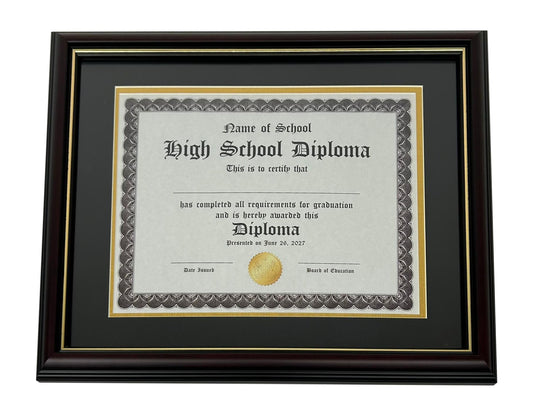 Name of School
High School Diploma
This is to certify that
has completed all requirements for graduation
and is hereby awarded this
Diploma
Presented on June 26, 2027
Date Issued
Board of Education